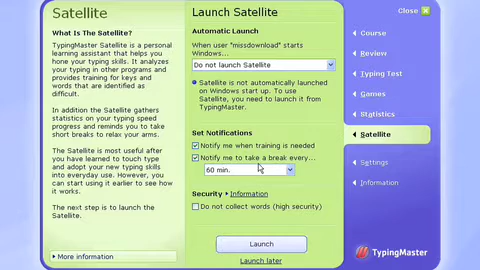 Satellite
What Is The Satellite?
TypingMaster Satellite is a personal
learning assistant that helps you
hone your typing skills. It analyzes
your typing in other programs and
provides training for keys and
words that are identified as
difficult.
In addition the Satellite gathers
statistics on your typing
speed progress and reminds you to
take short breaks to relax your arms.
The Satellite is most useful after
you have learned to touch type
and adopt your new typing skills
into everyday use. However, you
can start using it earlier to see how
it works.
The next step is to launch the
Satellite.
More information
Launch Satellite
Automatic Launch
When user "missdownload" starts
Windows...
Do not launch Satellite
Satellite is not automatically launched
on Windows start up. To use
Satellite, you need to launch it from
TypingMaster.
Set Notifications
Notify me when training is needed
Notify me to take a break every...
60 min.
Security Information
Do not collect words (high security)
Launch
Launch later
Close
Course
Review
Typing Test
Games
Statistics
Satellite
Settings
Information
TypingMaster